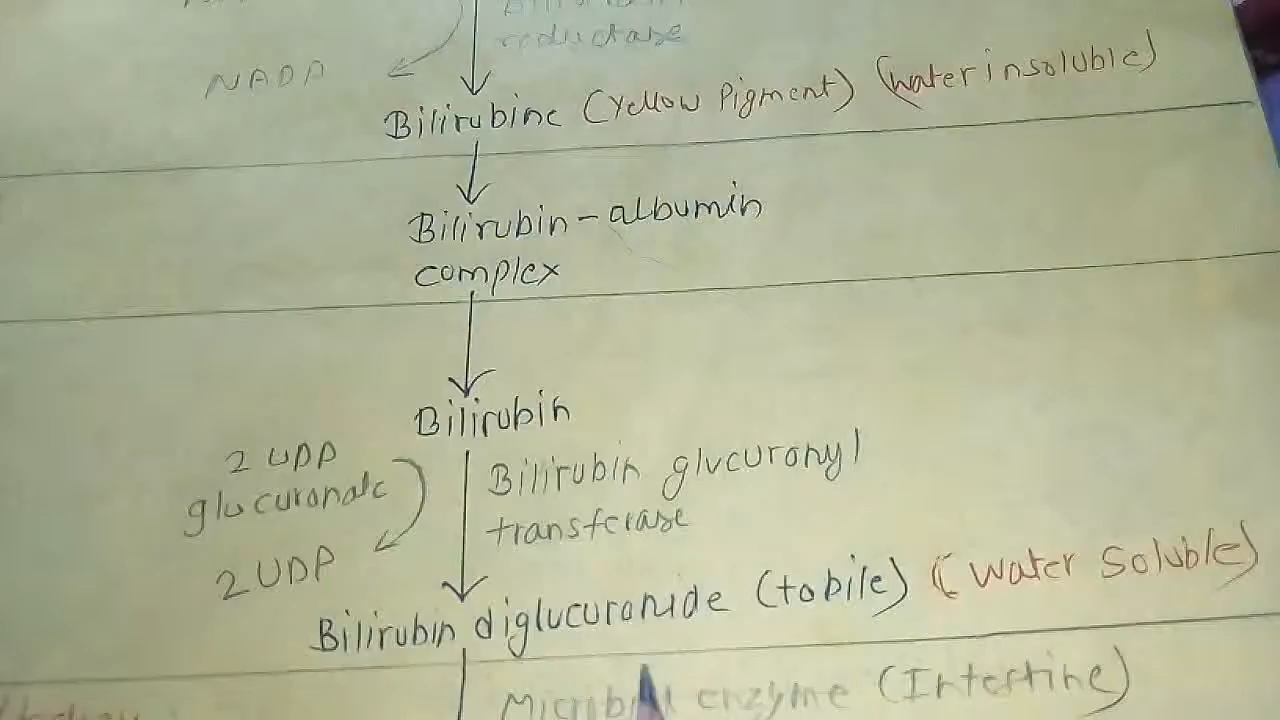 reductase
NADP
Bilirubine (Yellow Pigment) (water insoluble)
Bilirubin - albumin
complex
Bilirubin
2 UDP
glucuronate
Bilirubin glucuronyl
transferase
2 UDP
Bilirubin diglucuronide (to bile) (water soluble)
enzyme (Intestine)